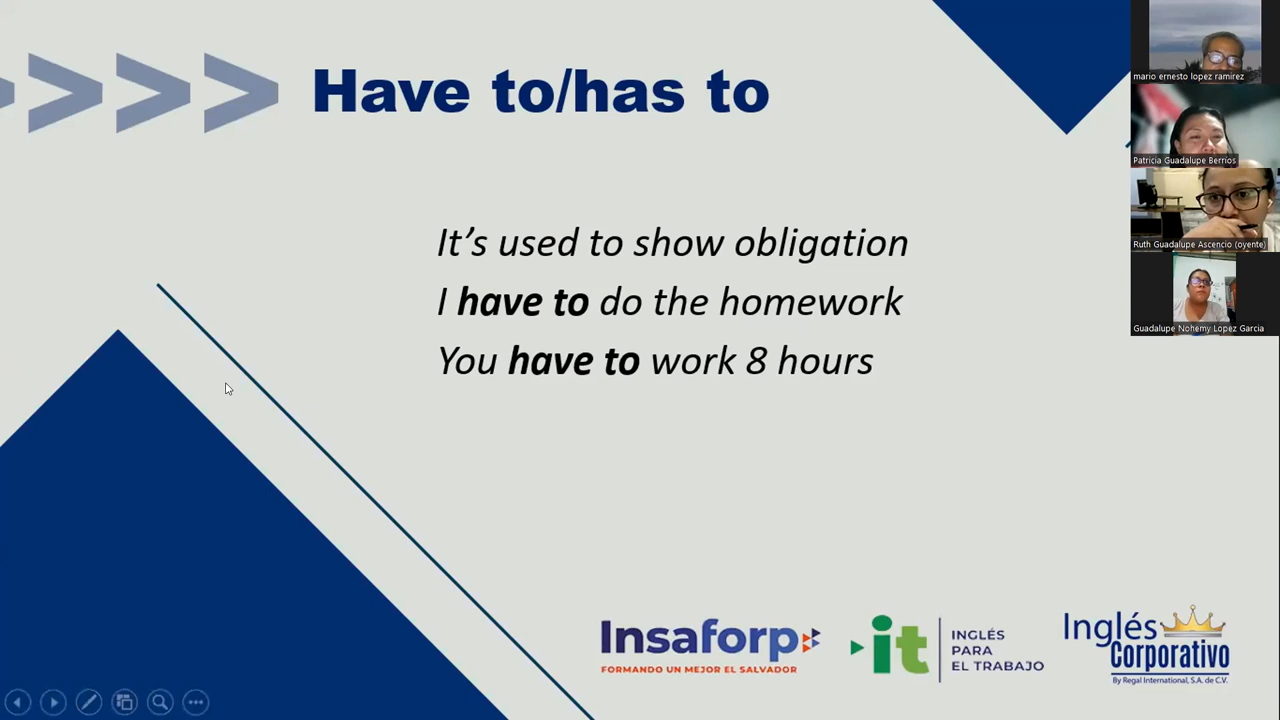 Have to/has to
It's used to show obligation
I have to do the homework
You have to work 8 hours
mario ernesto lopez ramirez
Patricia Guadalupe Berríos
Ruth Guadalupe Ascencio (oyente)
Guadalupe Nohemy Lopez Garcia
Insaforp
FORMANDO UN MEJOR EL SALVADOR
it
INGLÉS
PARA
EL TRABAJO
Inglés
Corporativo
By Regal International, S.A. de C.V.